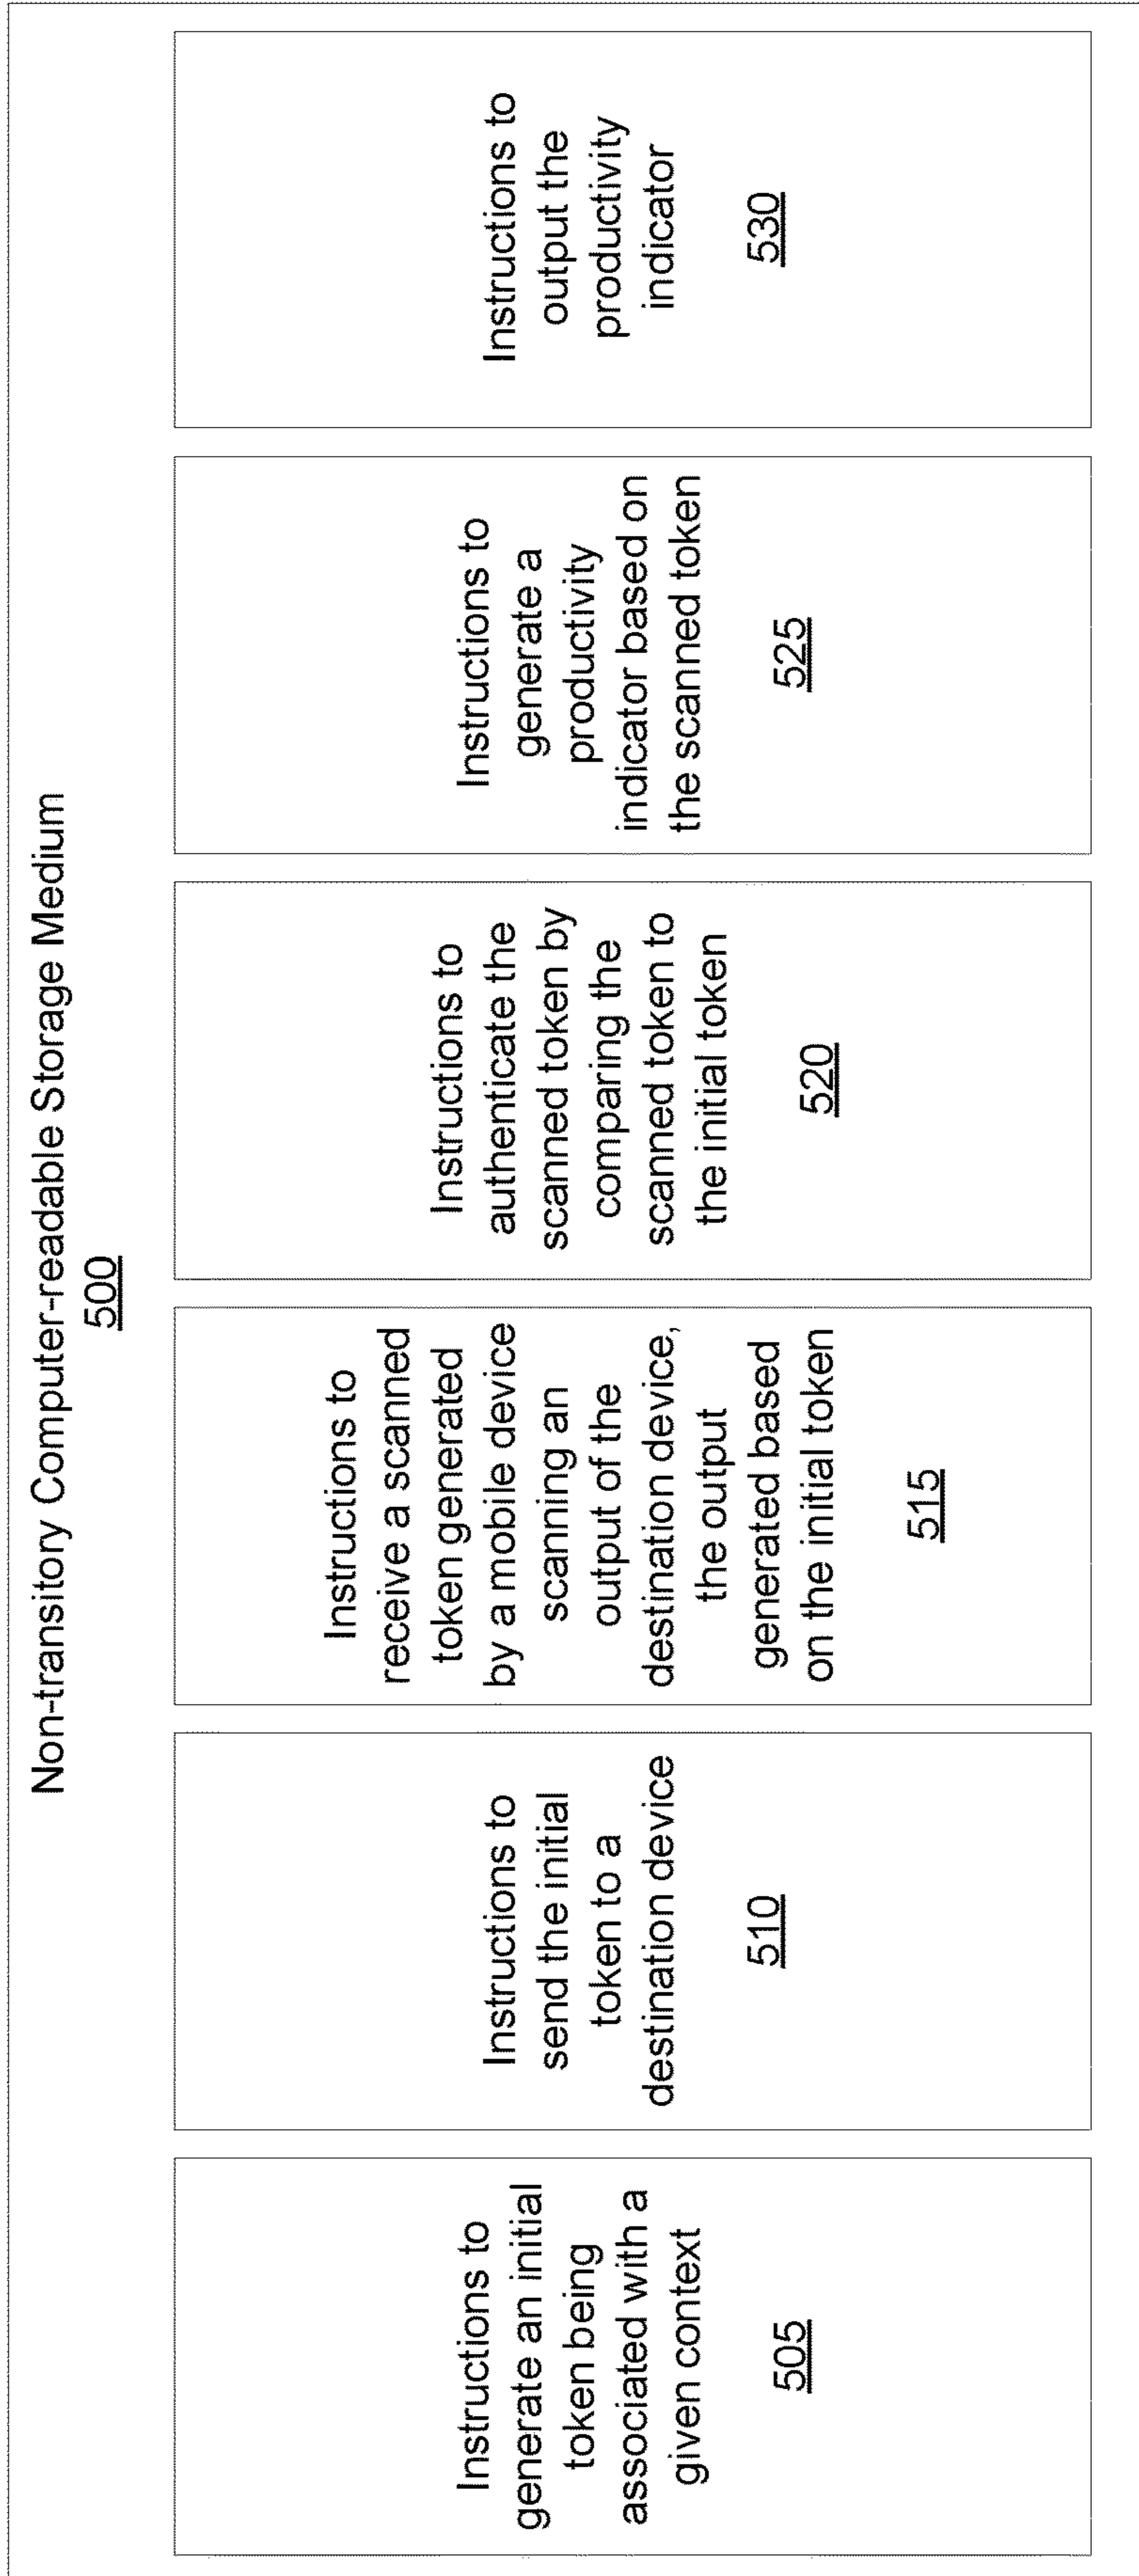 Non-transitory Computer-readable Storage Medium
500
Instructions to
generate an initial
token being
associated with a
given context
505
Instructions to
send the initial
token to a
destination device
510
Instructions to
receive a scanned
token generated
by a mobile device
scanning an
output of the
destination device,
the output
generated based
on the initial token
515
Instructions to
authenticate the
scanned token by
comparing the
scanned token to
the initial token
520
Instructions to
generate a
productivity
indicator based on
the scanned token
525
Instructions to
output the
productivity
indicator
530